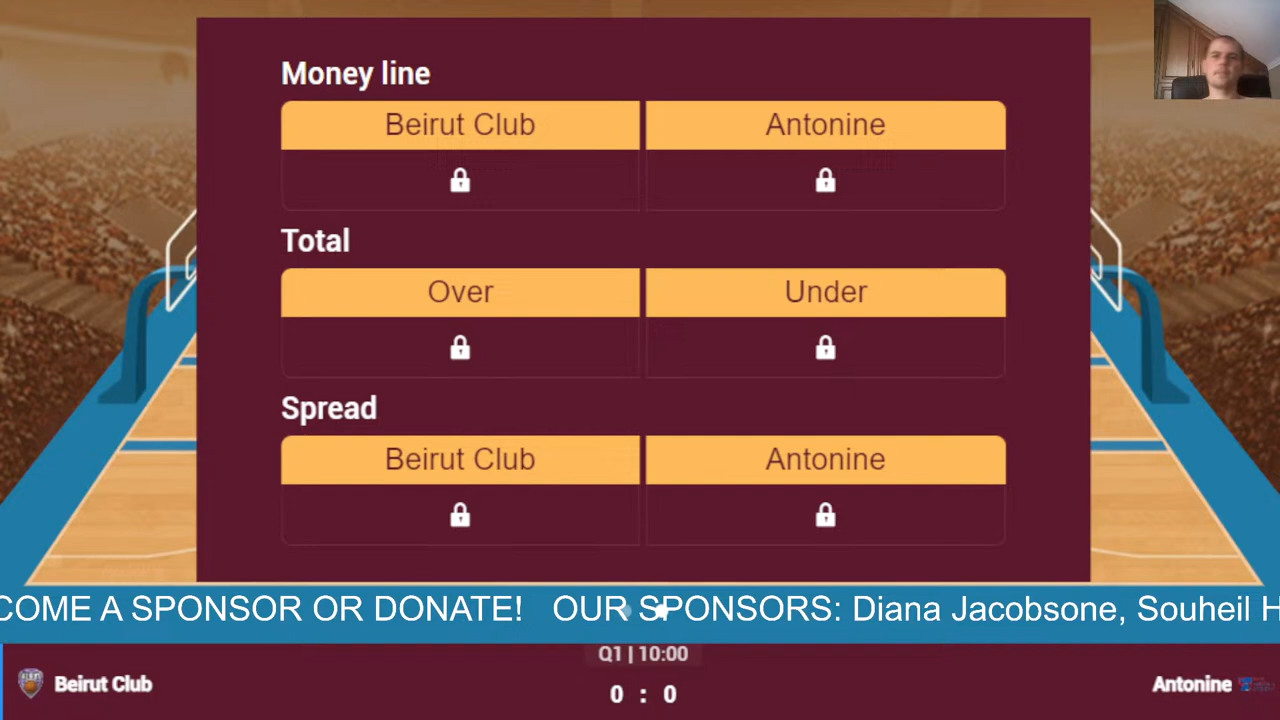 Money line
Beirut Club Antonine
Total
Over Under
Spread
Beirut Club Antonine
COME A SPONSOR OR DONATE! OUR SPONSORS: Diana Jacobsone, Souheil H
Q1 | 10:00
Beirut Club 0 : 0 Antonine